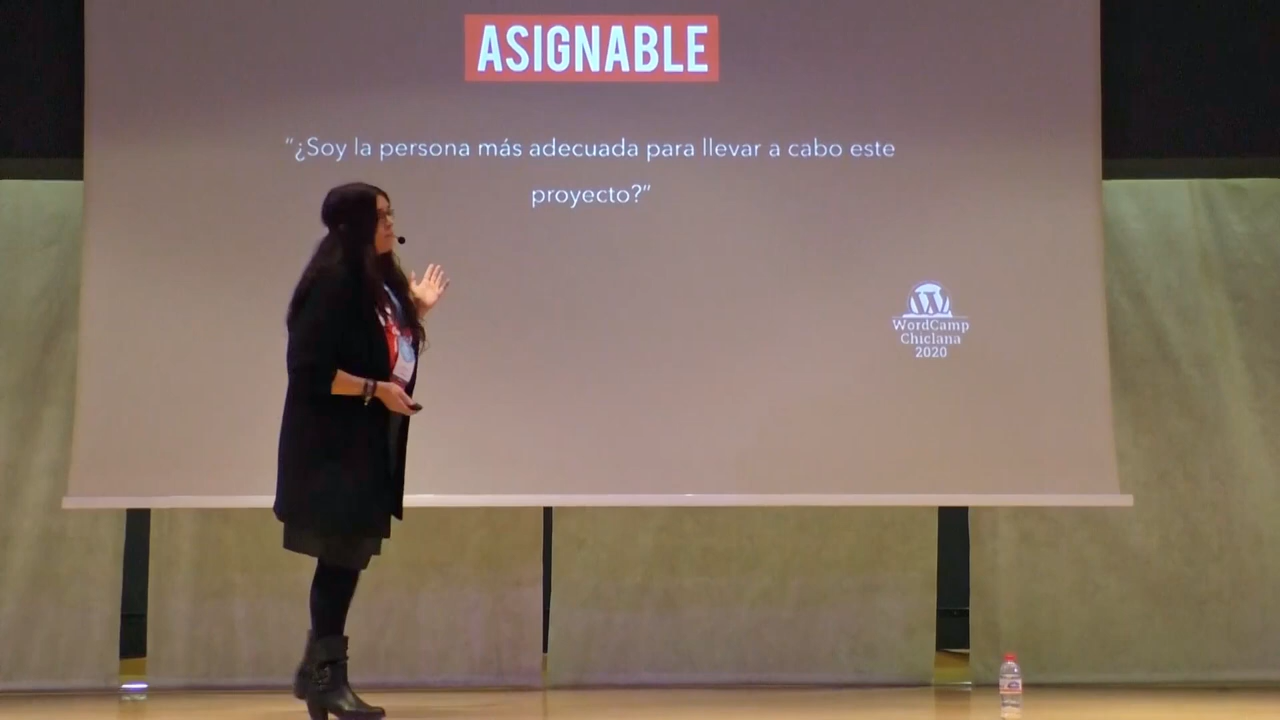 ASIGNABLE
“¿Soy la persona más adecuada para llevar a cabo este
proyecto?”
WordCamp
Chiclana
2020